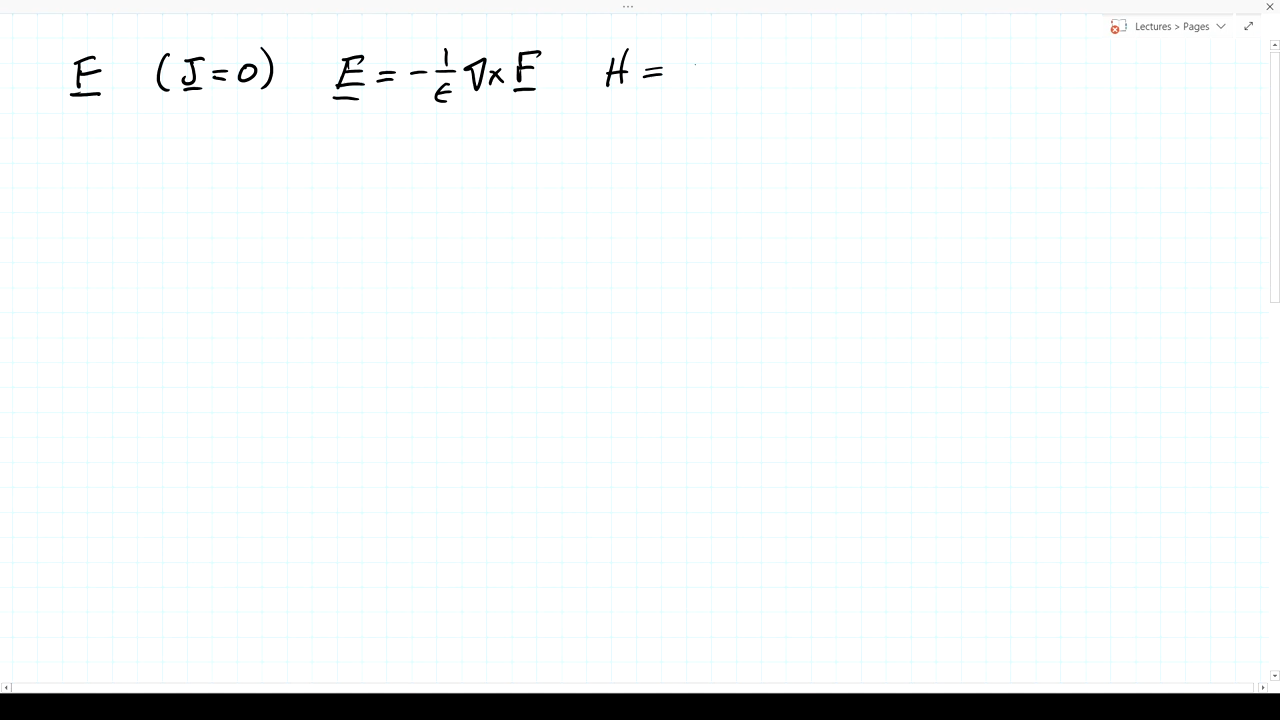 Lectures > Pages
F (J = 0) E = - 1/ϵ ∇× F H =